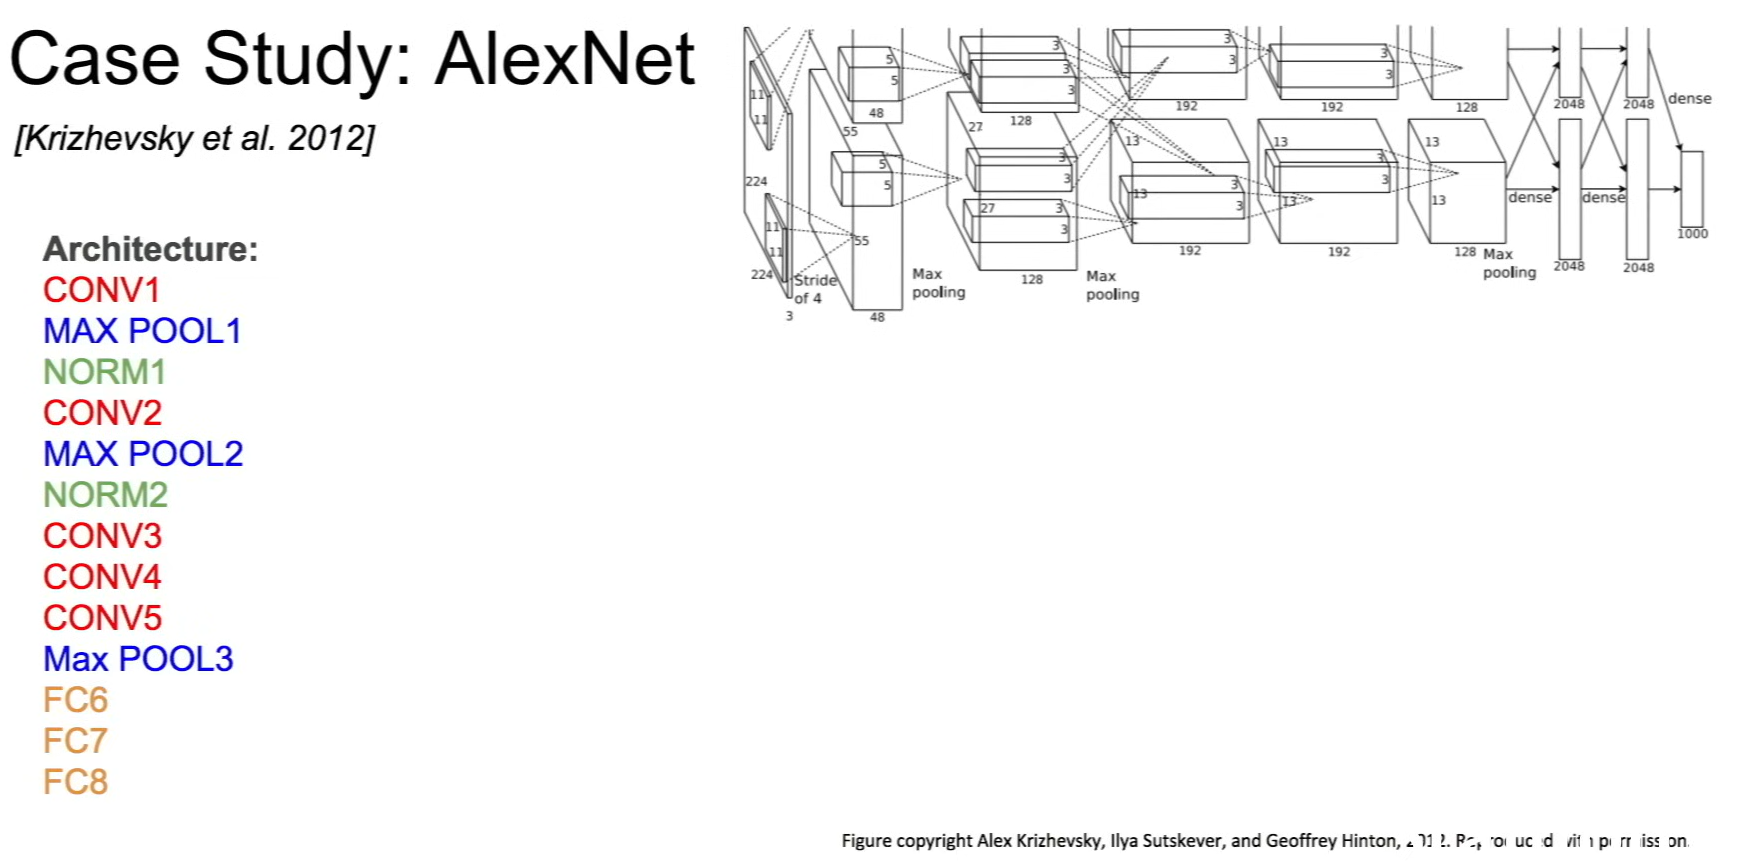 Case Study: AlexNet
[Krizhevsky et al. 2012]
Architecture:
CONV1
MAX POOL1
NORM1
CONV2
MAX POOL2
NORM2
CONV3
CONV4
CONV5
Max POOL3
FC6
FC7
FC8
11
11
224
11
11
224
3
Stride
of 4
5
5
48
55
5
5
55
48
Max
pooling
3
3
3
128
27
3
3
27
3
3
128
Max
pooling
3
3
192
13
3
3
13
192
3
3
192
13
3
3
13
192
128
13
13
128
Max
pooling
2048
2048
dense
dense
dense
2048
2048
1000
Figure copyright Alex Krizhevsky, Ilya Sutskever, and Geoffrey Hinton,